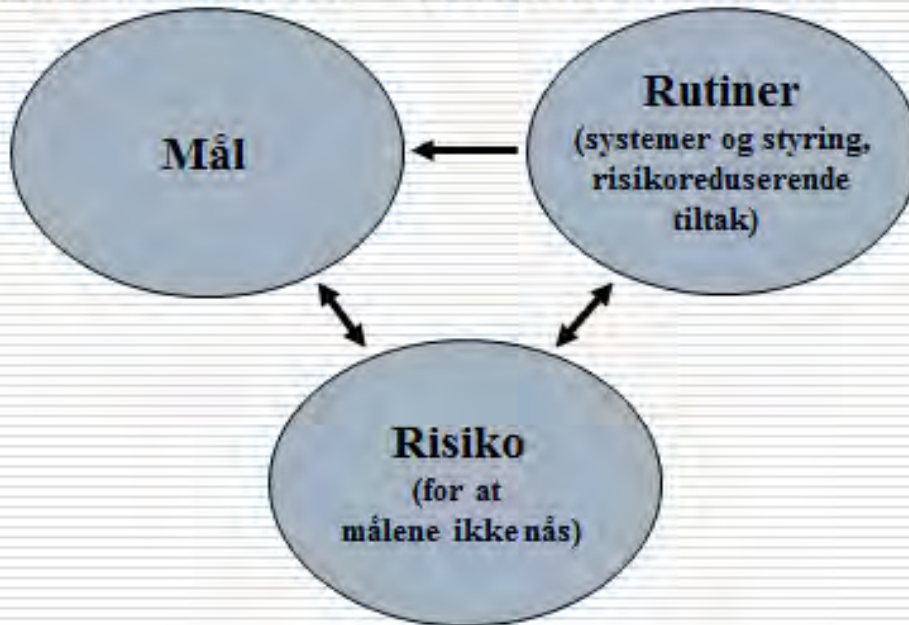 Mål
Rutiner
(systemer og styring,
risikoreduserende
tiltak)
Risiko
(for at
målene ikke nås)